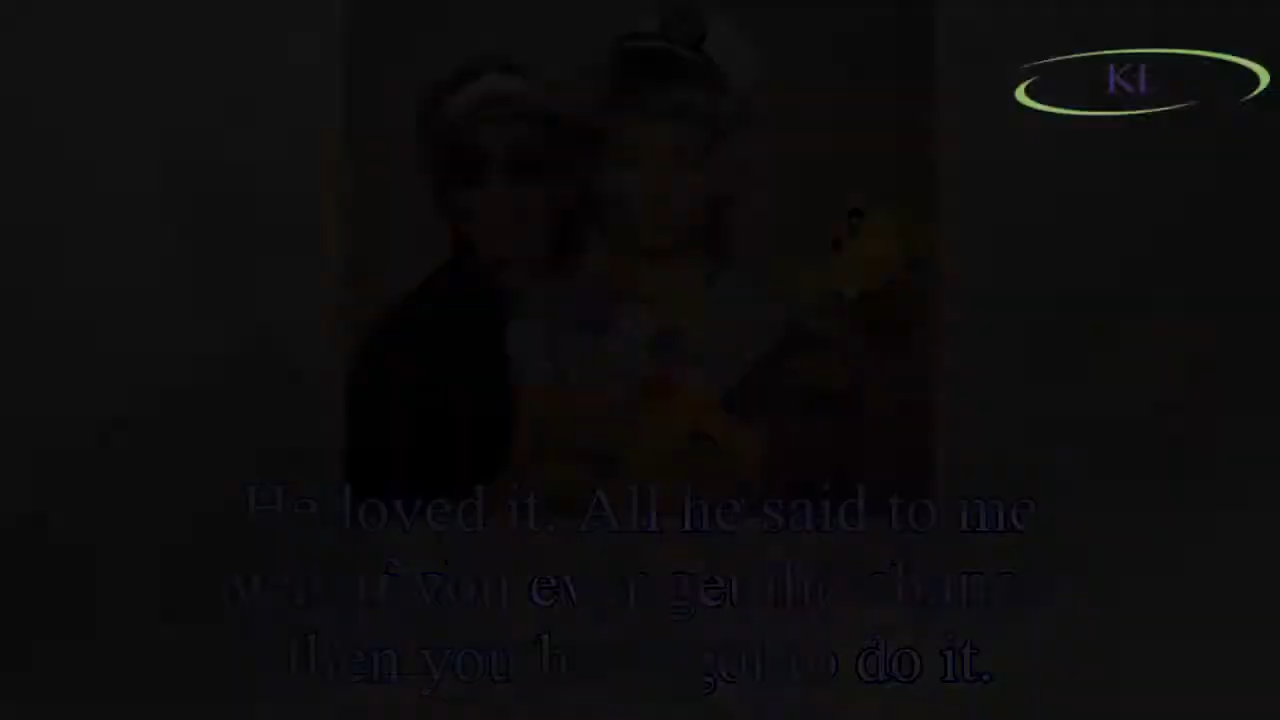 KL
He loved it. All he said to me
was if you ever get the chance
then you have got to do it.